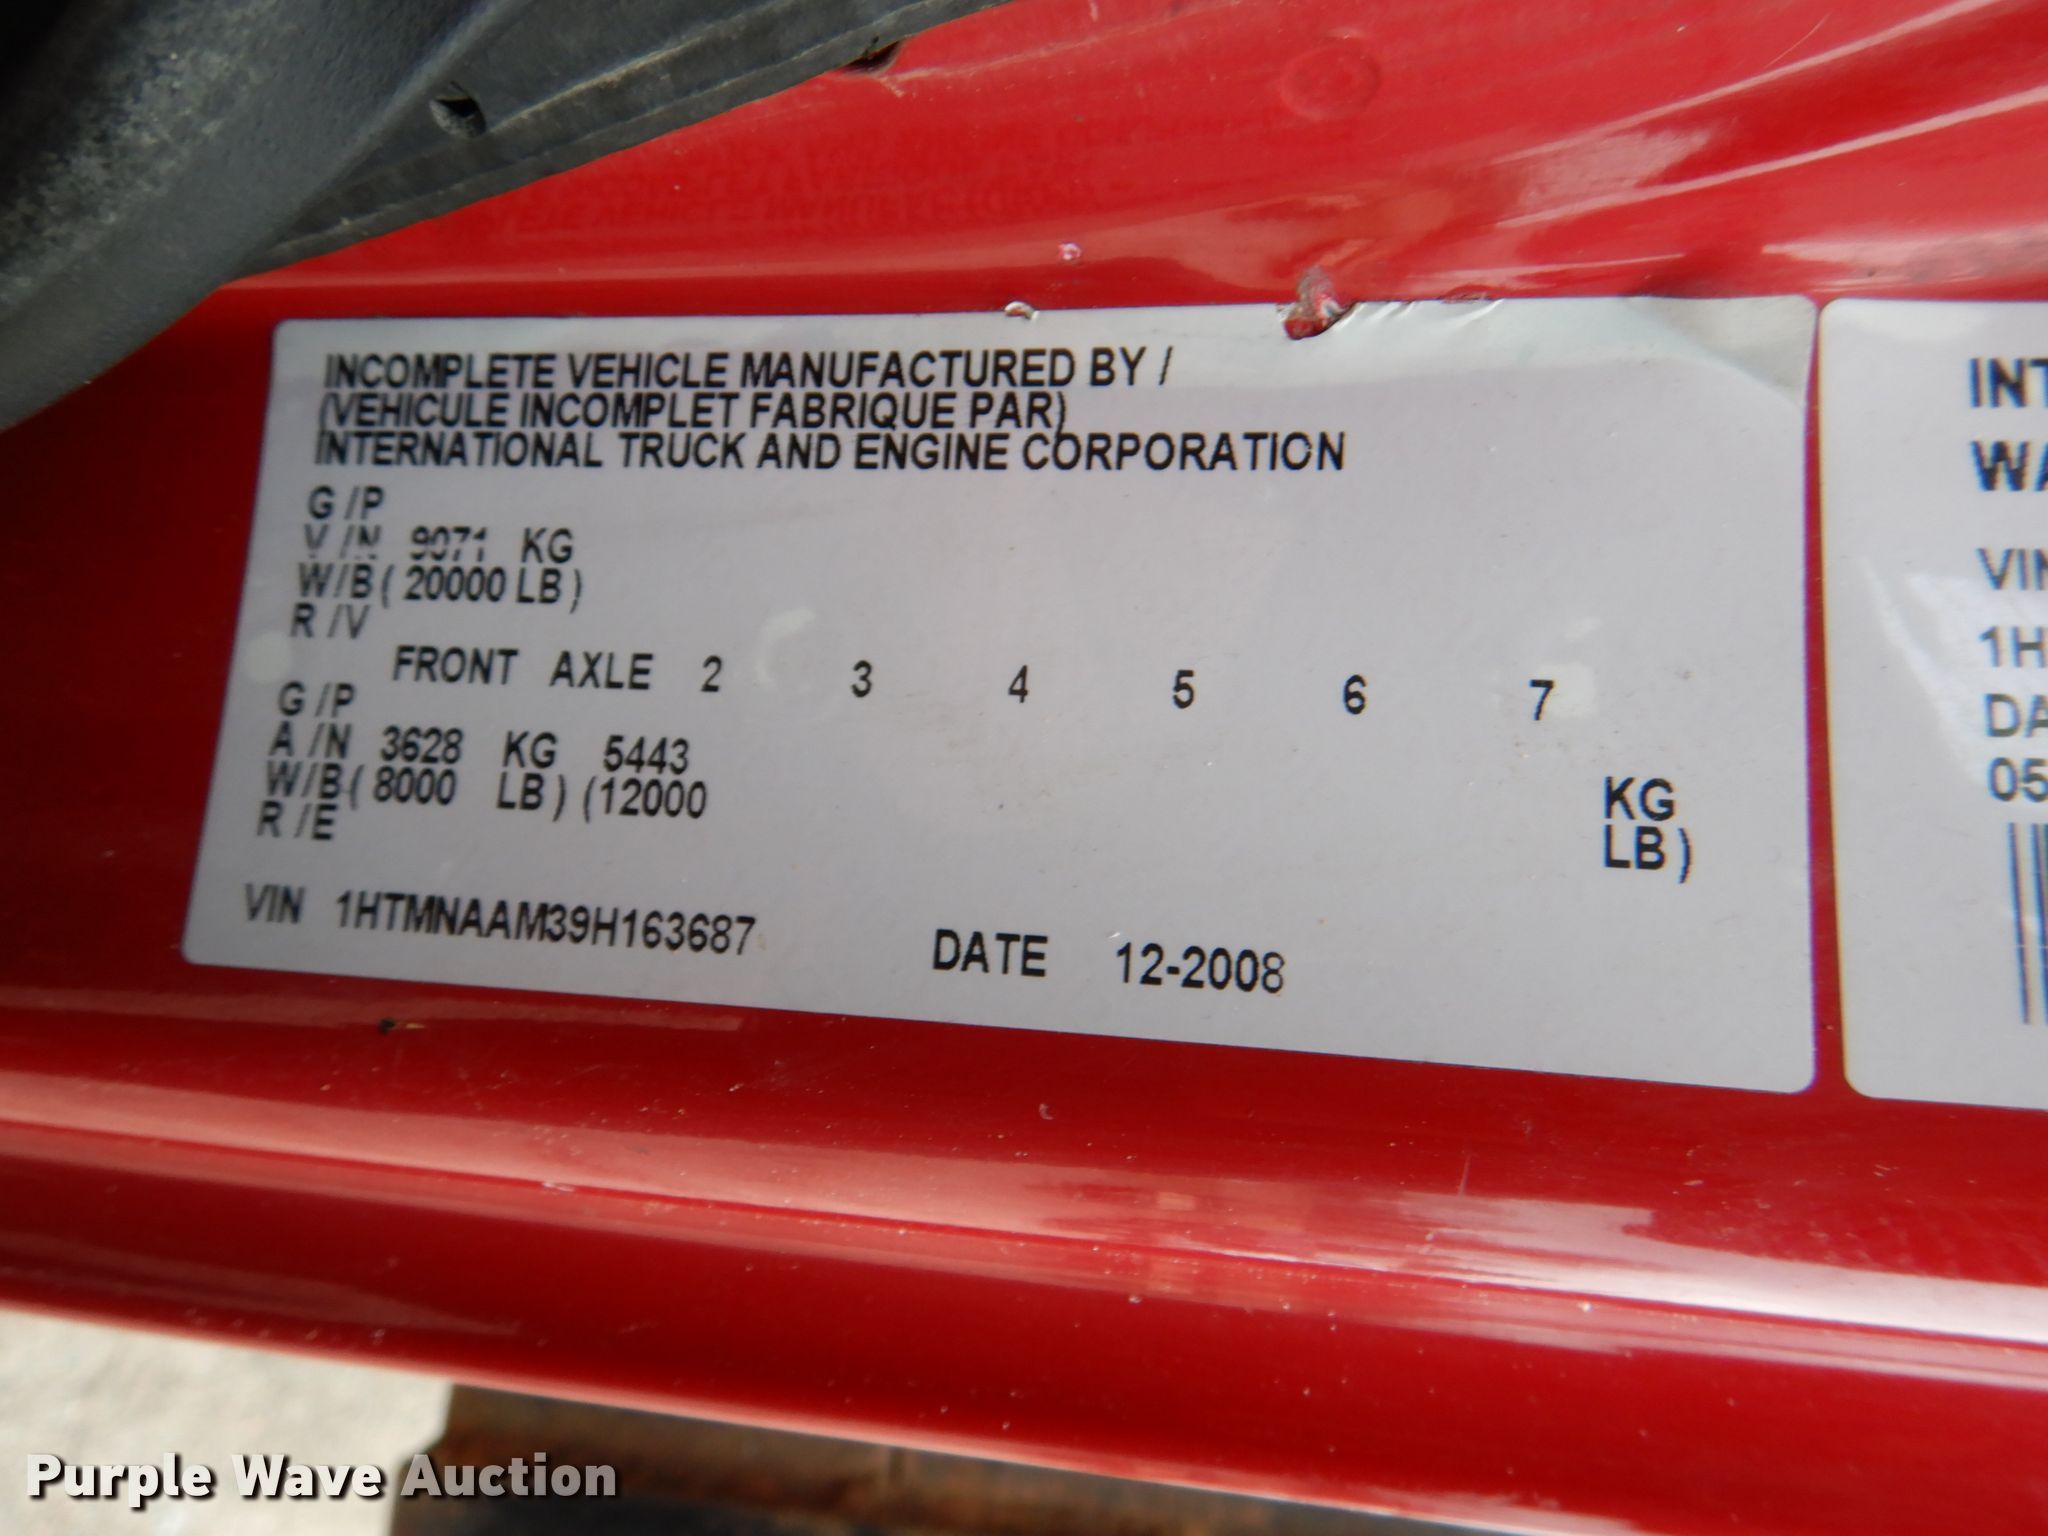 INCOMPLETE VEHICLE MANUFACTURED BY /
(VEHICULE INCOMPLET FABRIQUE PAR)
INTERNATIONAL TRUCK AND ENGINE CORPORATION
G /P
V /N 9071 KG
W/B ( 20000 LB )
R /V
FRONT AXLE 2 3 4 5 6 7
G /P
A /N 3628 KG 5443 KG
W/B ( 8000 LB ) (12000 LB )
R /E
VIN 1HTMNAAM39H163687 DATE 12-2008
INT
WA
VIN
1H
DA
05
Purple Wave Auction